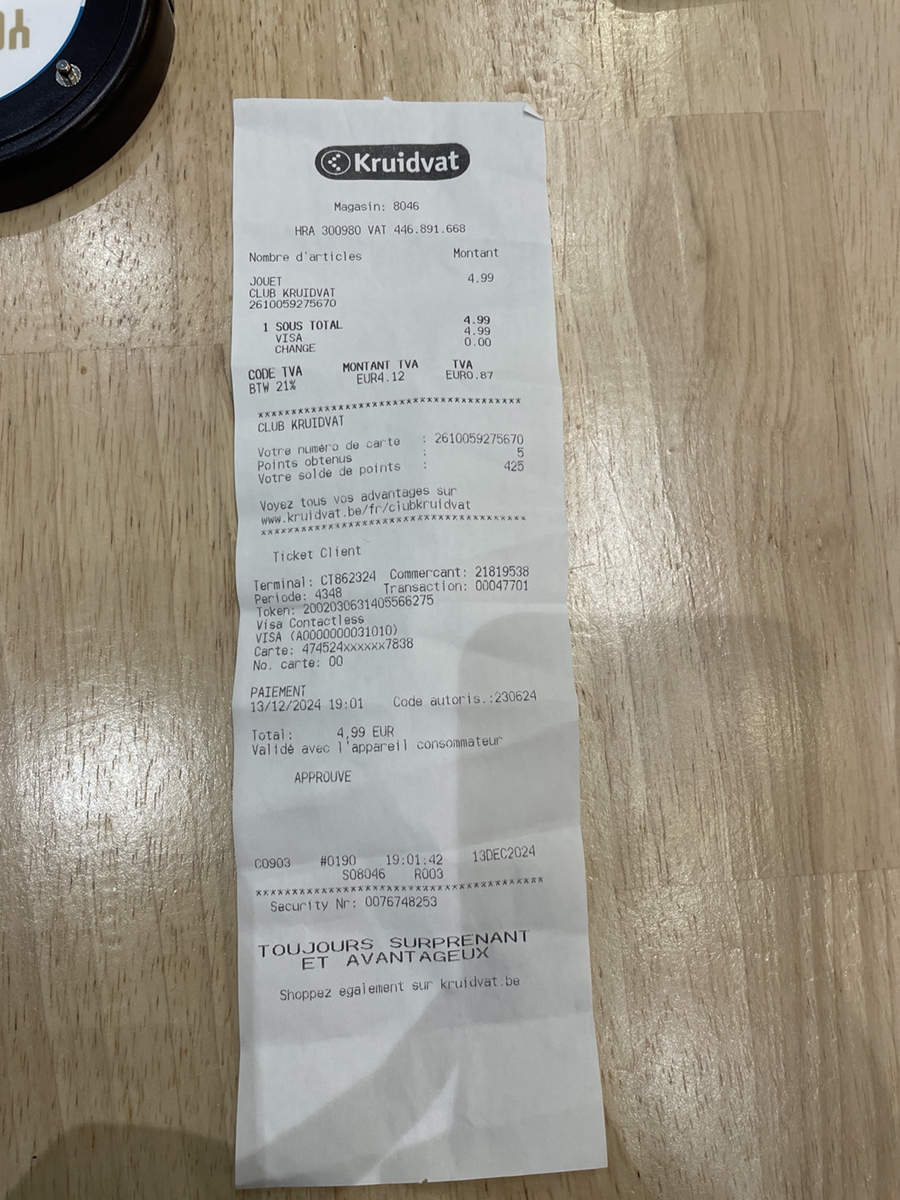 Kruidvat
Magasin: 8046
HRA 300980 VAT 446.891.668
Nombre d'articles Montant
JOUET 4.99
CLUB KRUIDVAT
2610059275670
1 SOUS TOTAL 4.99
VISA 4.99
CHANGE 0.00
CODE TVA MONTANT TVA TVA
BTW 21% EUR4.12 EUR0.87
****************************************
CLUB KRUIDVAT
Votre numéro de carte : 2610059275670
Points obtenus : 5
Votre solde de points : 425
Voyez tous vos advantages sur
www.kruidvat.be/fr/clubkruidvat
****************************************
Ticket Client
Terminal: CT862324 Commercant: 21819538
Periode: 4348 Transaction: 00047701
Token: 2002030631405566275
Visa Contactless
VISA (A0000000031010)
Carte: 474524xxxxxx7838
No. carte: 00
PAIEMENT
13/12/2024 19:01 Code autoris.:230624
Total: 4,99 EUR
Validé avec l'appareil consommateur
APPROUVE
C0903 #0190 19:01:42 13DEC2024
S08046 R003
****************************************
Security Nr: 0076748253
TOUJOURS SURPRENANT
ET AVANTAGEUX
Shoppez egalement sur kruidvat.be